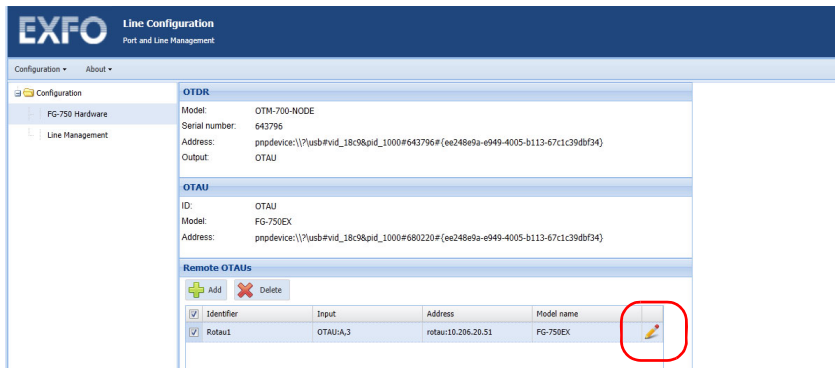 EXFO
Line Configuration
Port and Line Management
Configuration
About
Configuration
FG-750 Hardware
Line Management
OTDR
Model: OTM-700-NODE
Serial number: 643796
Address: pnpdevice:\\?\usb#vid_18c9&pid_1000#643796#{ee248e9a-e949-4005-b113-67c1c39dbf34}
Output: OTAU
OTAU
ID: OTAU
Model: FG-750EX
Address: pnpdevice:\\?\usb#vid_18c9&pid_1000#680220#{ee248e9a-e949-4005-b113-67c1c39dbf34}
Remote OTAUs
Add Delete
Identifier Input Address Model name
Rotau1 OTAU:A,3 rotau:10.206.20.51 FG-750EX